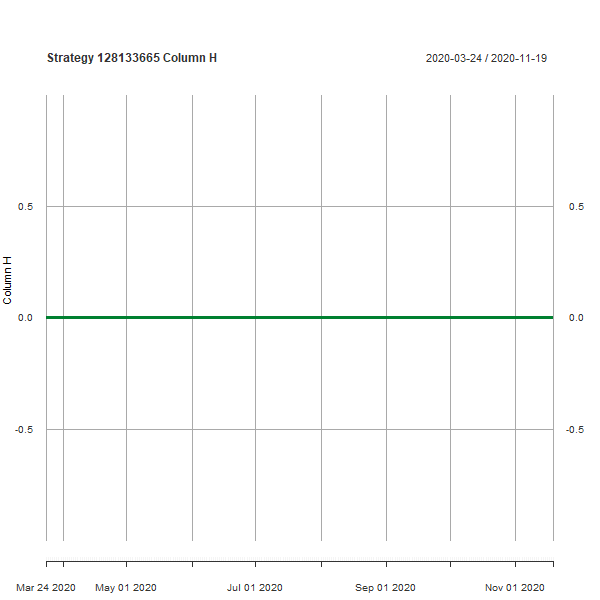 Strategy 128133665 Column H
2020-03-24 / 2020-11-19
0.5
0.5
Column H
0.0
0.0
-0.5
-0.5
Mar 24 2020
May 01 2020
Jul 01 2020
Sep 01 2020
Nov 01 2020